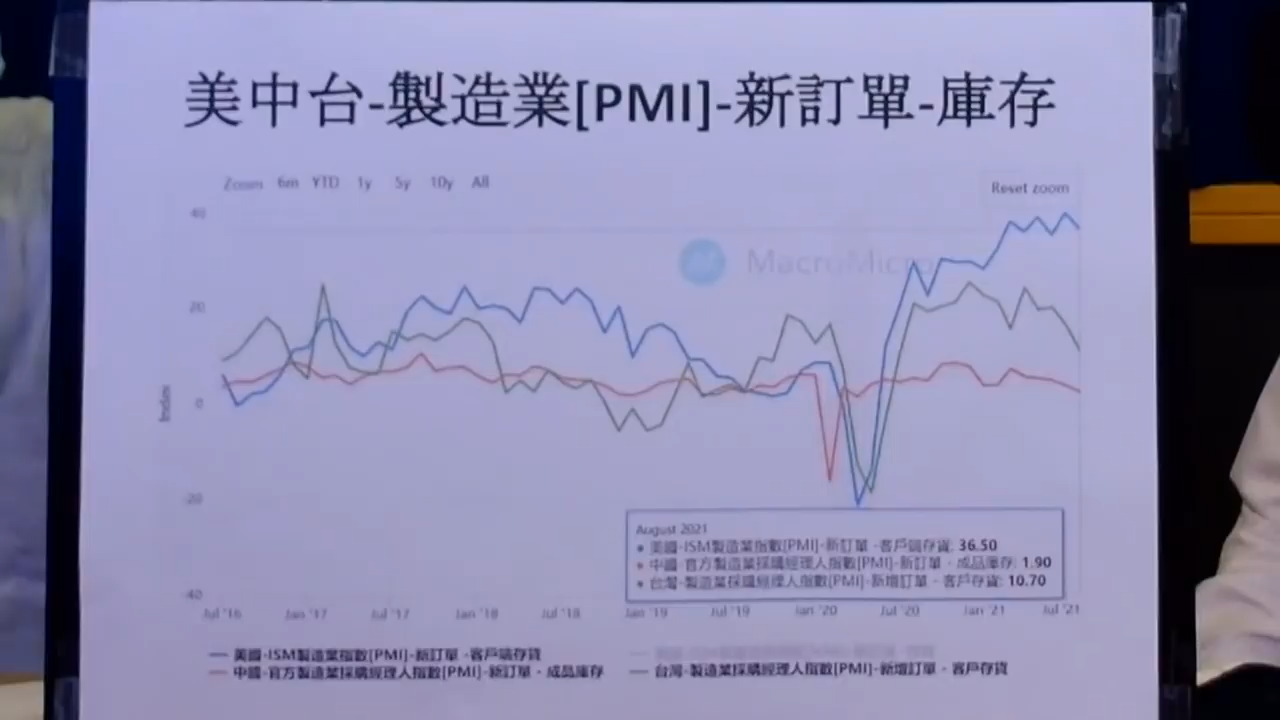 美中台-製造業[PMI]-新訂單-庫存
Zoom 6m YTD 1y 5y 10y All
Reset zoom
40
MacroMicro
20
Index
0
-20
August 2021
美國-ISM製造業指數[PMI]-新訂單 -客戶端存貨: 36.50
中國-官方製造業採購經理人指數[PMI]-新訂單 - 成品庫存: 1.90
台灣-製造業採購經理人指數[PMI]-新增訂單 - 客戶存貨: 10.70
-40
Jul '16 Jan '17 Jul '17 Jan '18 Jul '18 Jan '19 Jul '19 Jan '20 Jul '20 Jan '21 Jul '21
美國-ISM製造業指數[PMI]-新訂單 -客戶端存貨
中國-官方製造業採購經理人指數[PMI]-新訂單 - 成品庫存
台灣-製造業採購經理人指數[PMI]-新增訂單 - 客戶存貨